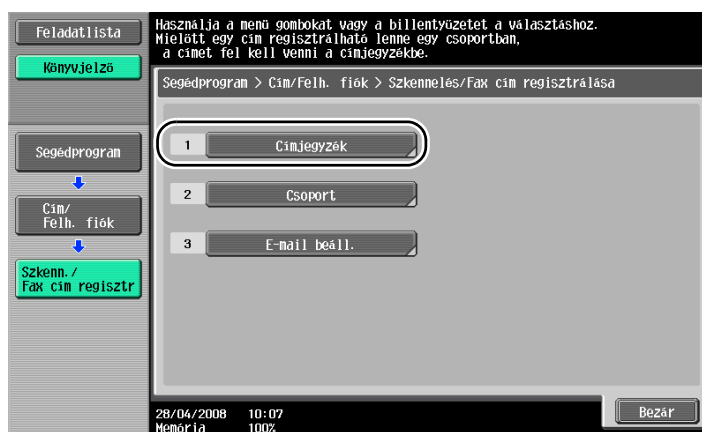 Feladatlista
Könyvjelző
Használja a menü gombokat vagy a billentyűzetet a választáshoz.
Mielőtt egy cím regisztrálható lenne egy csoportban,
a címet fel kell venni a címjegyzékbe.
Segédprogram > Cím/Felh. fiók > Szkennelés/Fax cím regisztrálása
Segédprogram
Cím/
Felh. fiók
Szkenn./
Fax cím regisztr
1 Címjegyzék
2 Csoport
3 E-mail beáll.
28/04/2008 10:07
Memória 100%
Bezár